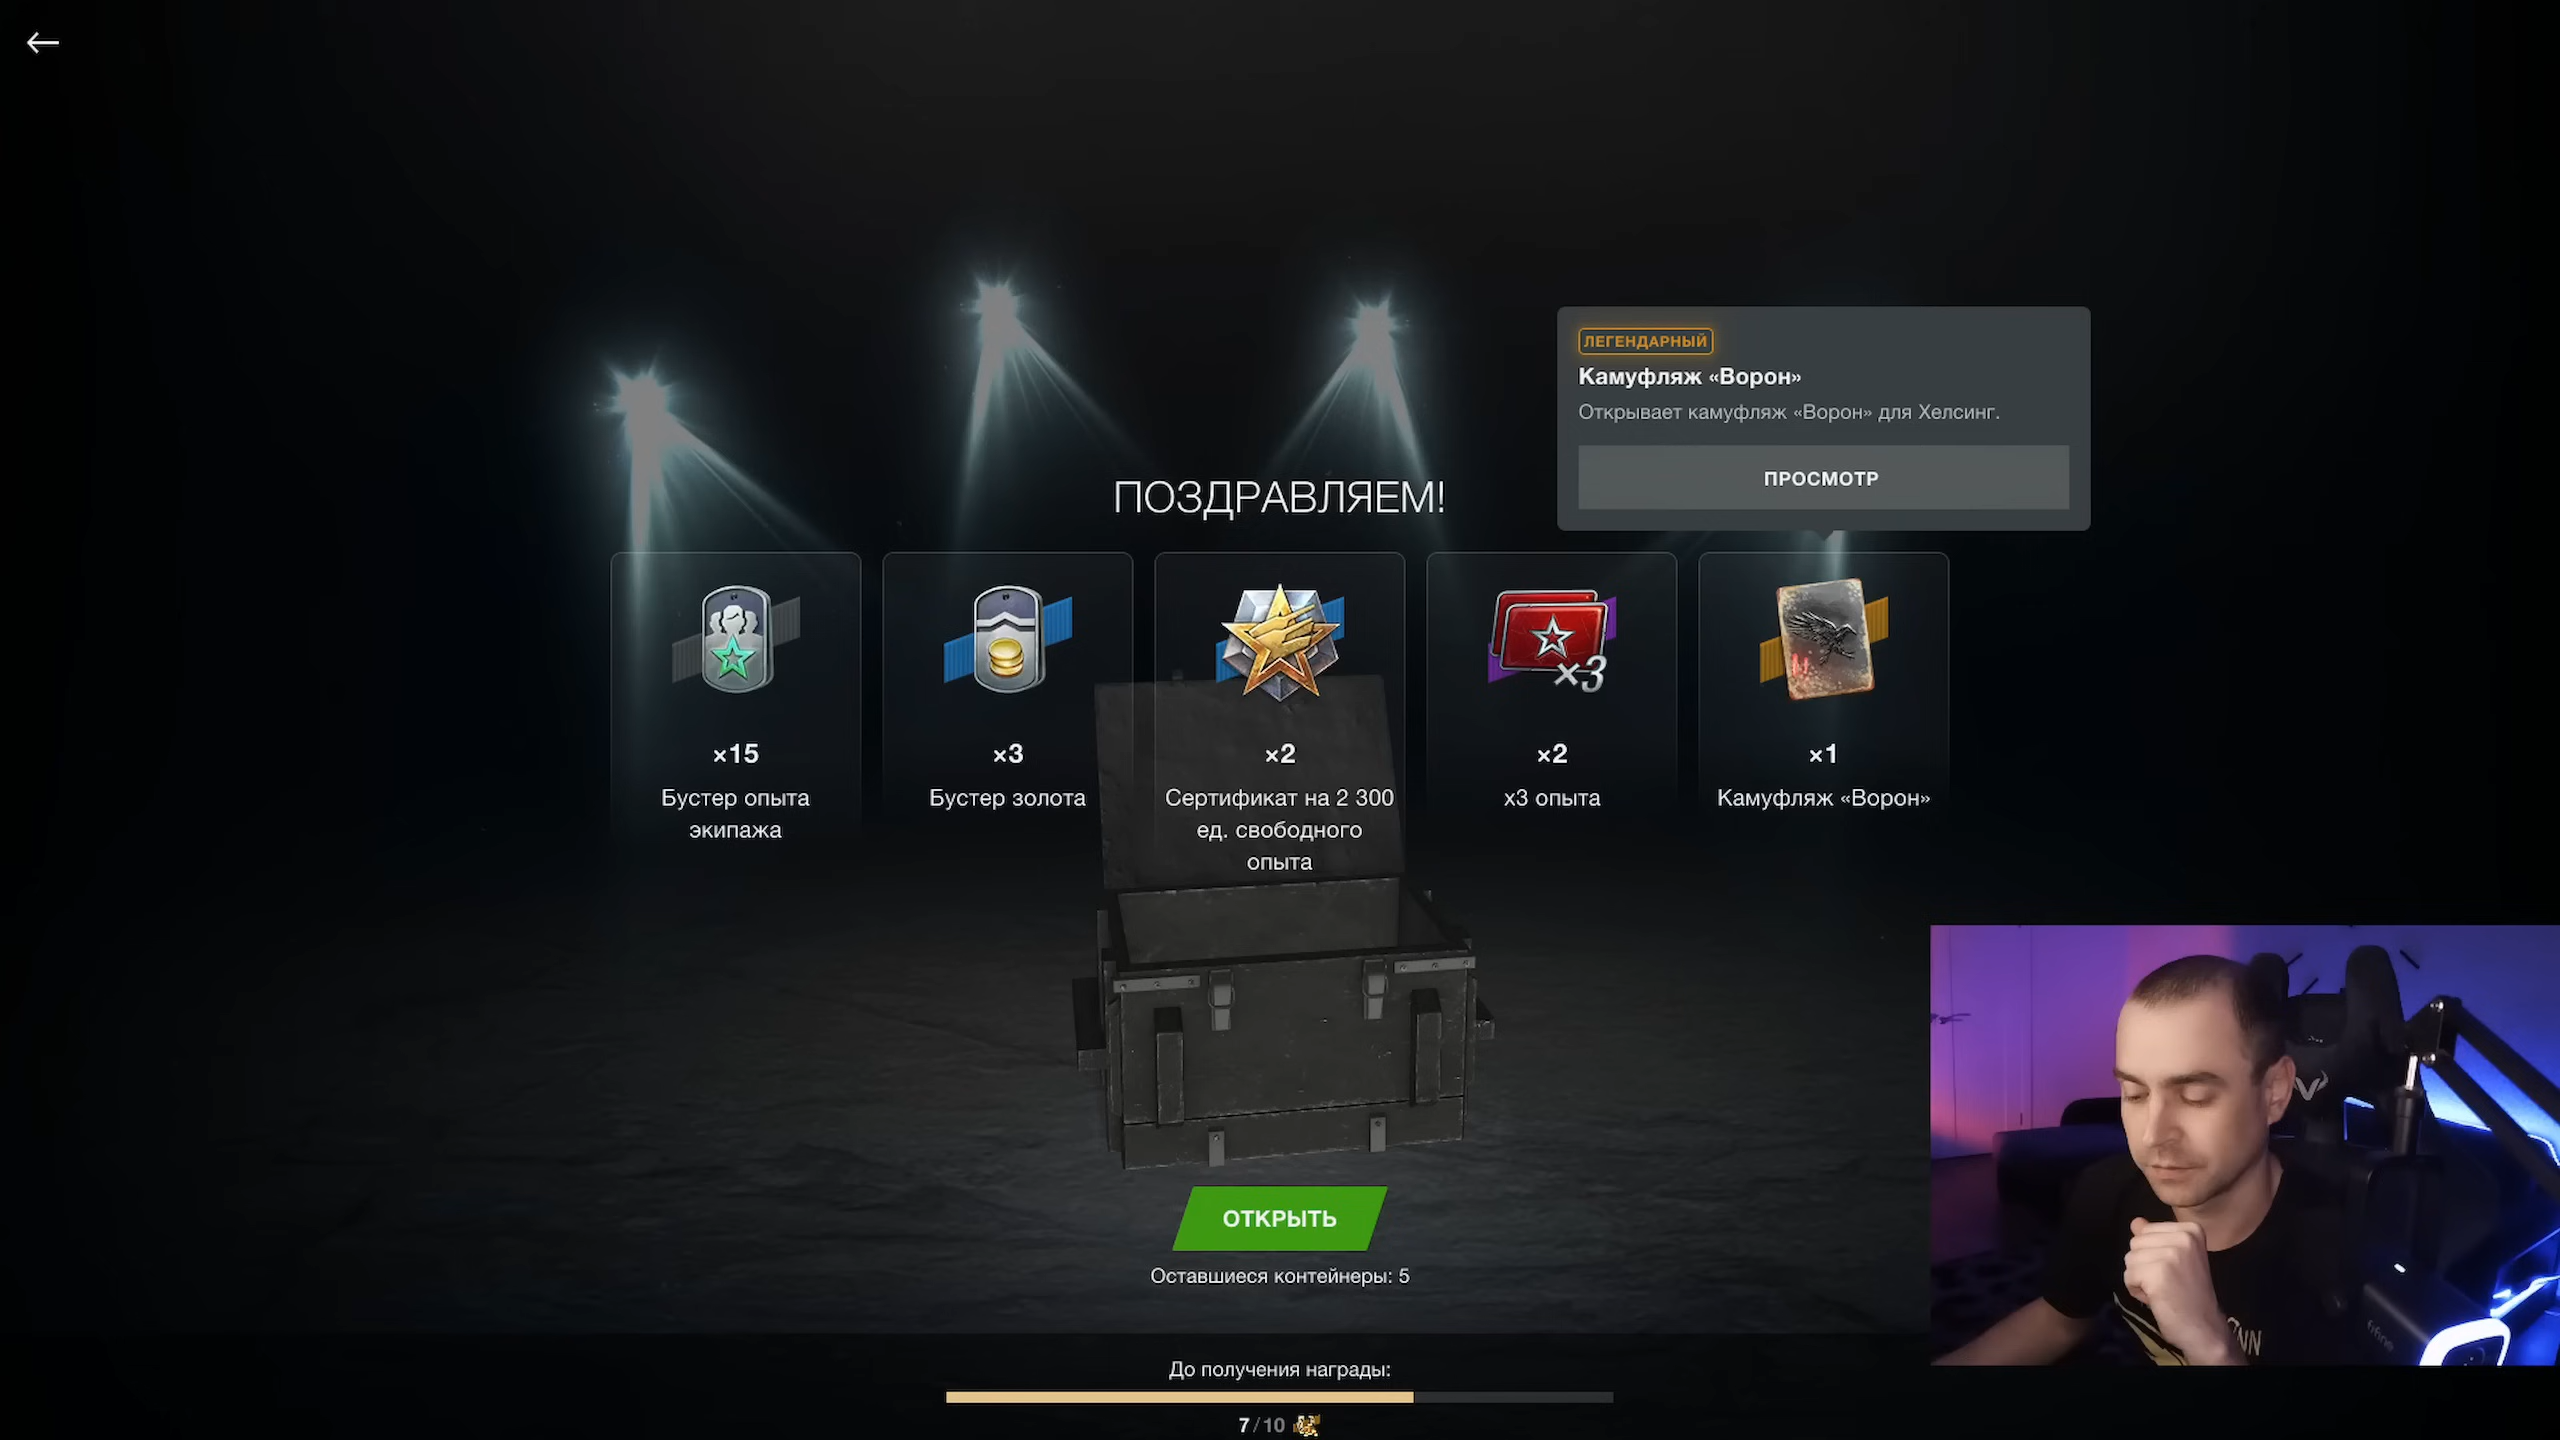 ЛЕГЕНДАРНЫЙ
Камуфляж «Ворон»
Открывает камуфляж «Ворон» для Хелсинг.
ПРОСМОТР
ПОЗДРАВЛЯЕМ!
×3
×15
Бустер опыта
экипажа
×3
Бустер золота
×2
Сертификат на 2 300
ед. свободного
опыта
×2
x3 опыта
×1
Камуфляж «Ворон»
ОТКРЫТЬ
Оставшиеся контейнеры: 5
До получения награды:
7/10